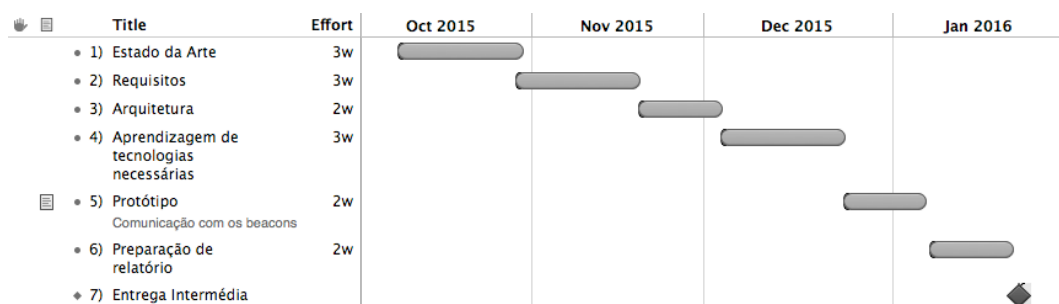 Title Effort Oct 2015 Nov 2015 Dec 2015 Jan 2016
1) Estado da Arte 3w
2) Requisitos 3w
3) Arquitetura 2w
4) Aprendizagem de 3w
tecnologias
necessárias
5) Protótipo 2w
Comunicação com os beacons
6) Preparação de 2w
relatório
7) Entrega Intermédia